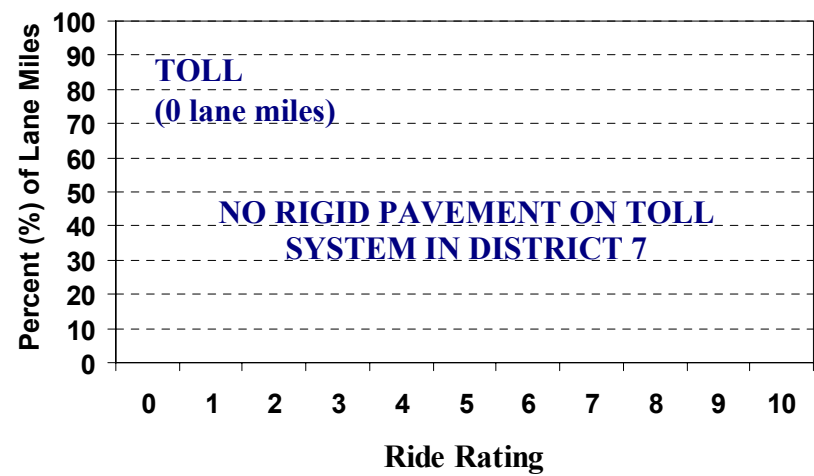 Percent (%) of Lane Miles
100
90
80
70
60
50
40
30
20
10
0
TOLL
(0 lane miles)
NO RIGID PAVEMENT ON TOLL
SYSTEM IN DISTRICT 7
0 1 2 3 4 5 6 7 8 9 10
Ride Rating